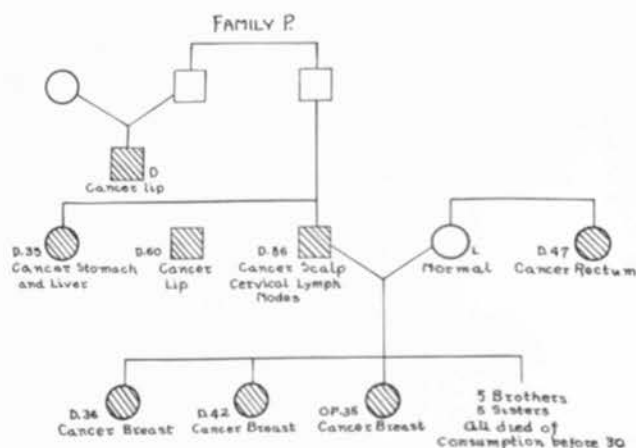 FAMILY P.
D
Cancer lip
D.35
Cancer Stomach
and Liver
D.60
Cancer
Lip
D.86
Cancer Scalp
Cervical Lymph
Nodes
L
Normal
D.47
Cancer Rectum
D.36
Cancer Breast
D.42
Cancer Breast
OP.38
Cancer Breast
5 Brothers
5 Sisters
All died of
Consumption before 30